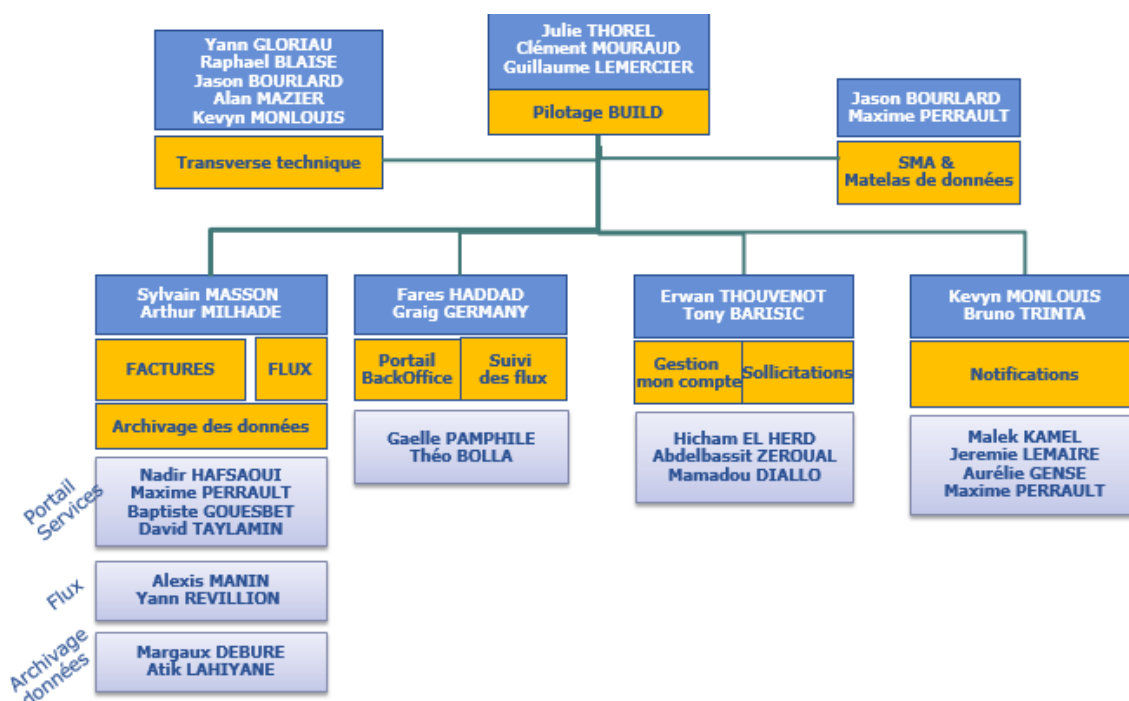 Yann GLORIAU
Raphael BLAISE
Jason BOURLARD
Alan MAZIER
Kevyn MONLOUIS
Transverse technique
Julie THOREL
Clément MOURAUD
Guillaume LEMERCIER
Pilotage BUILD
Jason BOURLARD
Maxime PERRAULT
SMA &
Matelas de données
Sylvain MASSON
Arthur MILHADE
FACTURES
FLUX
Archivage des données
Portail
Services
Nadir HAFSAOUI
Maxime PERRAULT
Baptiste GOUESBET
David TAYLAMIN
Flux
Alexis MANIN
Yann REVILLION
Archivage
données
Margaux DEBURE
Atik LAHIYANE
Fares HADDAD
Graig GERMANY
Portail
BackOffice
Suivi
des flux
Gaelle PAMPHILE
Théo BOLLA
Erwan THOUVENOT
Tony BARISIC
Gestion
mon compte
Sollicitations
Hicham EL HERD
Abdelbassit ZEROUAL
Mamadou DIALLO
Kevyn MONLOUIS
Bruno TRINTA
Notifications
Malek KAMEL
Jeremie LEMAIRE
Aurélie GENSE
Maxime PERRAULT